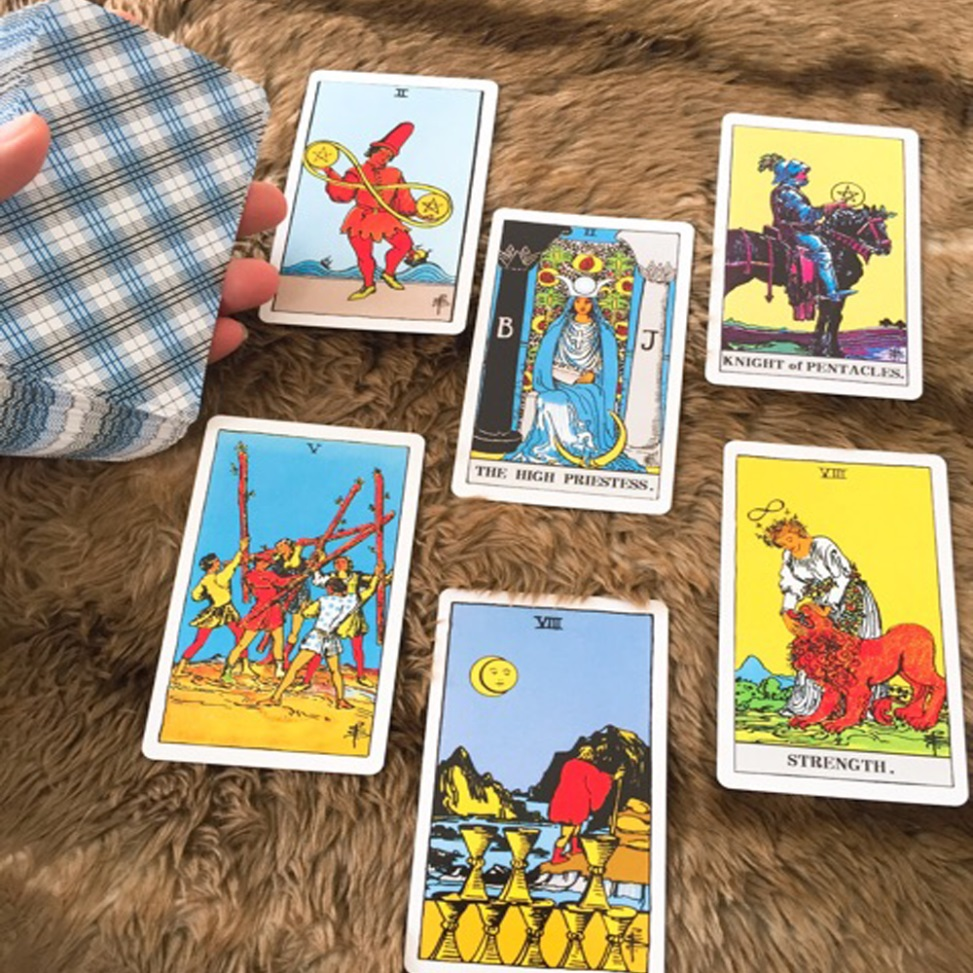 II
II
B
J
THE HIGH PRIESTESS.
KNIGHT of PENTACLES.
V
VIII
VIII
STRENGTH.